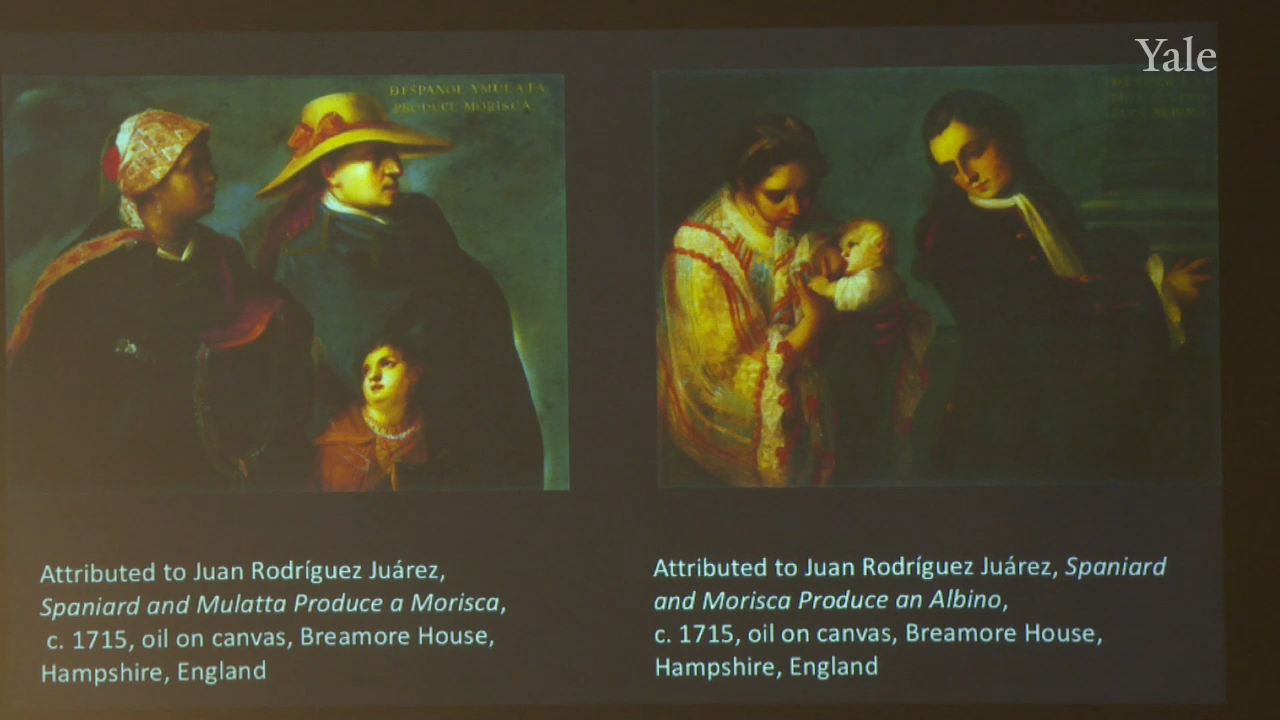 Yale
DESPANOL YMULATA
PRODUCE MORISCA.
Attributed to Juan Rodríguez Juárez,
Spaniard and Mulatta Produce a Morisca,
c. 1715, oil on canvas, Breamore House,
Hampshire, England
Attributed to Juan Rodríguez Juárez, Spaniard
and Morisca Produce an Albino,
c. 1715, oil on canvas, Breamore House,
Hampshire, England